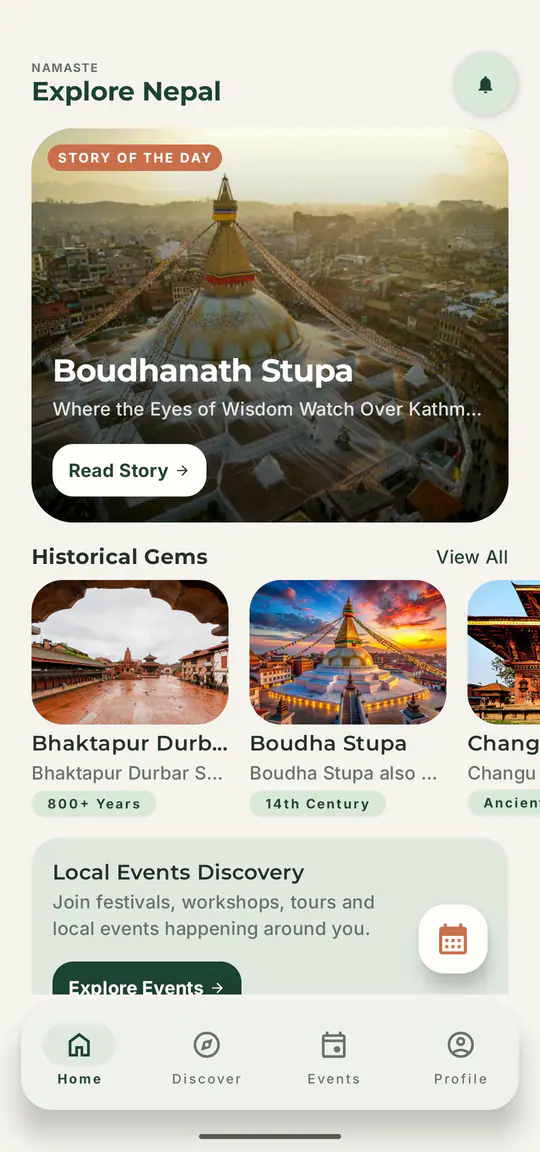 NAMASTE
Explore Nepal
STORY OF THE DAY
Boudhanath Stupa
Where the Eyes of Wisdom Watch Over Kathm...
Read Story →
Historical Gems
View All
Bhaktapur Durb...
Boudha Stupa
Chang
Bhaktapur Durbar S...
Boudha Stupa also ...
Changu
800+ Years
14th Century
Ancien
Local Events Discovery
Join festivals, workshops, tours and
local events happening around you.
Explore Events →
Home
Discover
Events
Profile